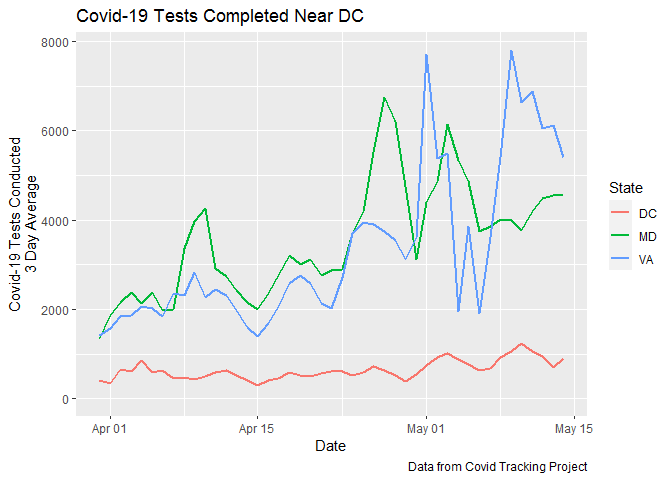 Covid-19 Tests Completed Near DC
Covid-19 Tests Conducted
3 Day Average
8000
6000
4000
2000
0
Apr 01
Apr 15
May 01
May 15
Date
State
DC
MD
VA
Data from Covid Tracking Project